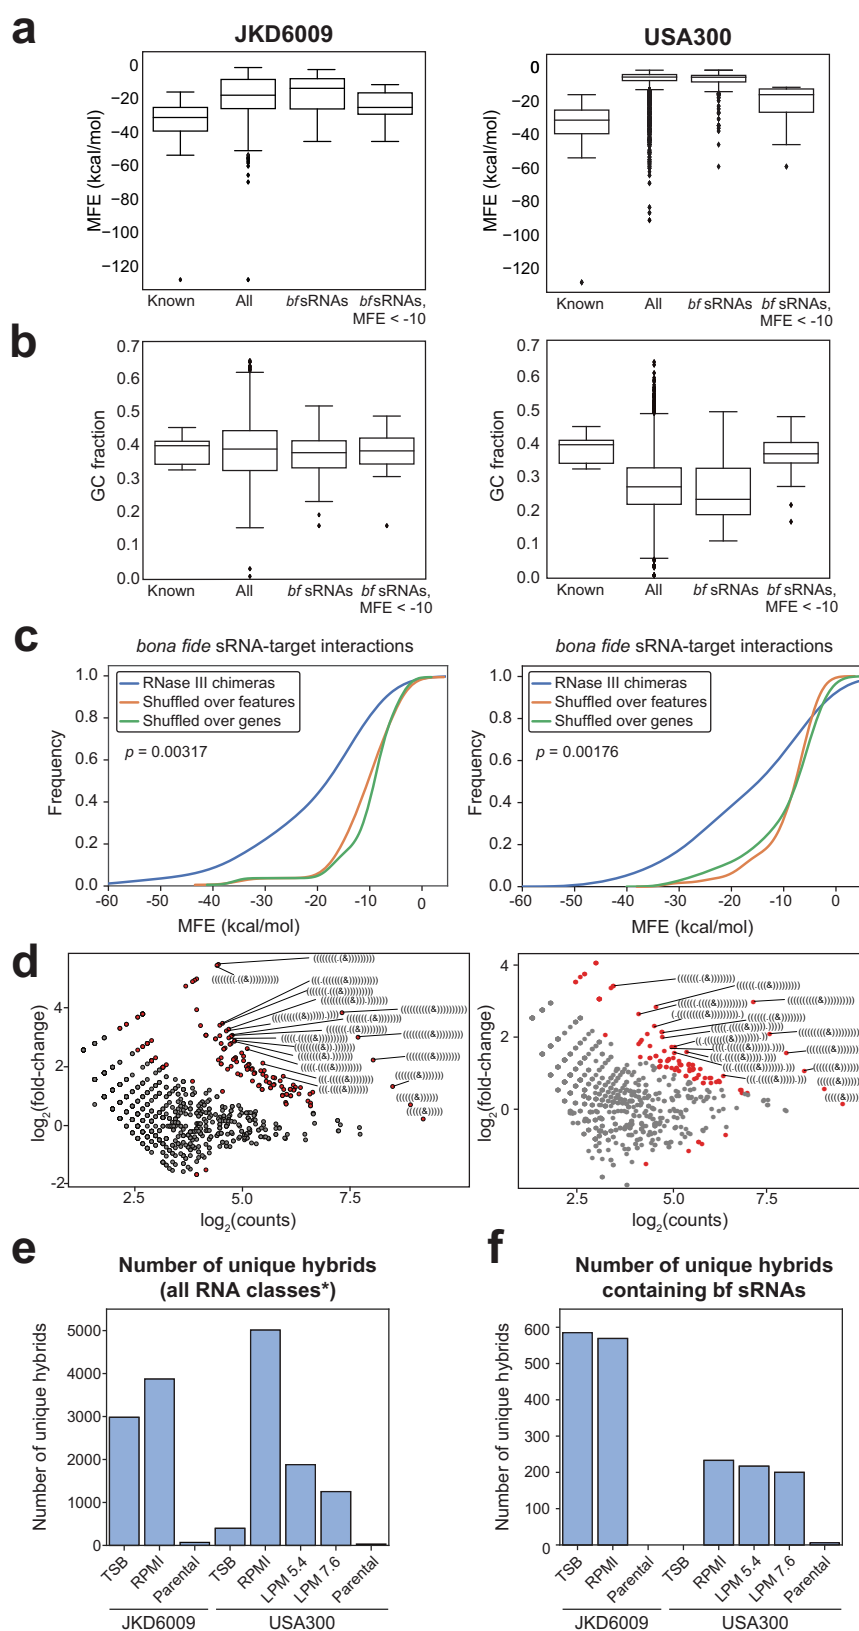 a
JKD6009
USA300
MFE (kcal/mol)
0
−20
−40
−60
−80
−100
−120
Known
All
bf sRNAs
bf sRNAs,
MFE < -10
MFE (kcal/mol)
0
−20
−40
−60
−80
−100
−120
Known
All
bf sRNAs
bf sRNAs,
MFE < -10
b
GC fraction
0.7
0.6
0.5
0.4
0.3
0.2
0.1
0.0
Known
All
bf sRNAs
bf sRNAs,
MFE < -10
GC fraction
0.7
0.6
0.5
0.4
0.3
0.2
0.1
0.0
Known
All
bf sRNAs
bf sRNAs,
MFE < -10
c
bona fide sRNA-target interactions
RNase III chimeras
Shuffled over features
Shuffled over genes
p = 0.00317
Frequency
1.0
0.8
0.6
0.4
0.2
0.0
-60
-50
-40
-30
-20
-10
0
MFE (kcal/mol)
bona fide sRNA-target interactions
RNase III chimeras
Shuffled over features
Shuffled over genes
p = 0.00176
Frequency
1.0
0.8
0.6
0.4
0.2
0.0
-60
-50
-40
-30
-20
-10
0
MFE (kcal/mol)
d
log2(fold-change)
4
2
0
-2
2.5
5.0
7.5
log2(counts)
log2(fold-change)
4
2
0
2.5
5.0
7.5
log2(counts)
e
Number of unique hybrids
(all RNA classes*)
Number of unique hybrids
5000
4000
3000
2000
1000
0
TSB
RPMI
Parental
TSB
RPMI
LPM 5.4
LPM 7.6
Parental
JKD6009
USA300
f
Number of unique hybrids
containing bf sRNAs
Number of unique hybrids
600
500
400
300
200
100
0
TSB
RPMI
Parental
TSB
RPMI
LPM 5.4
LPM 7.6
Parental
JKD6009
USA300